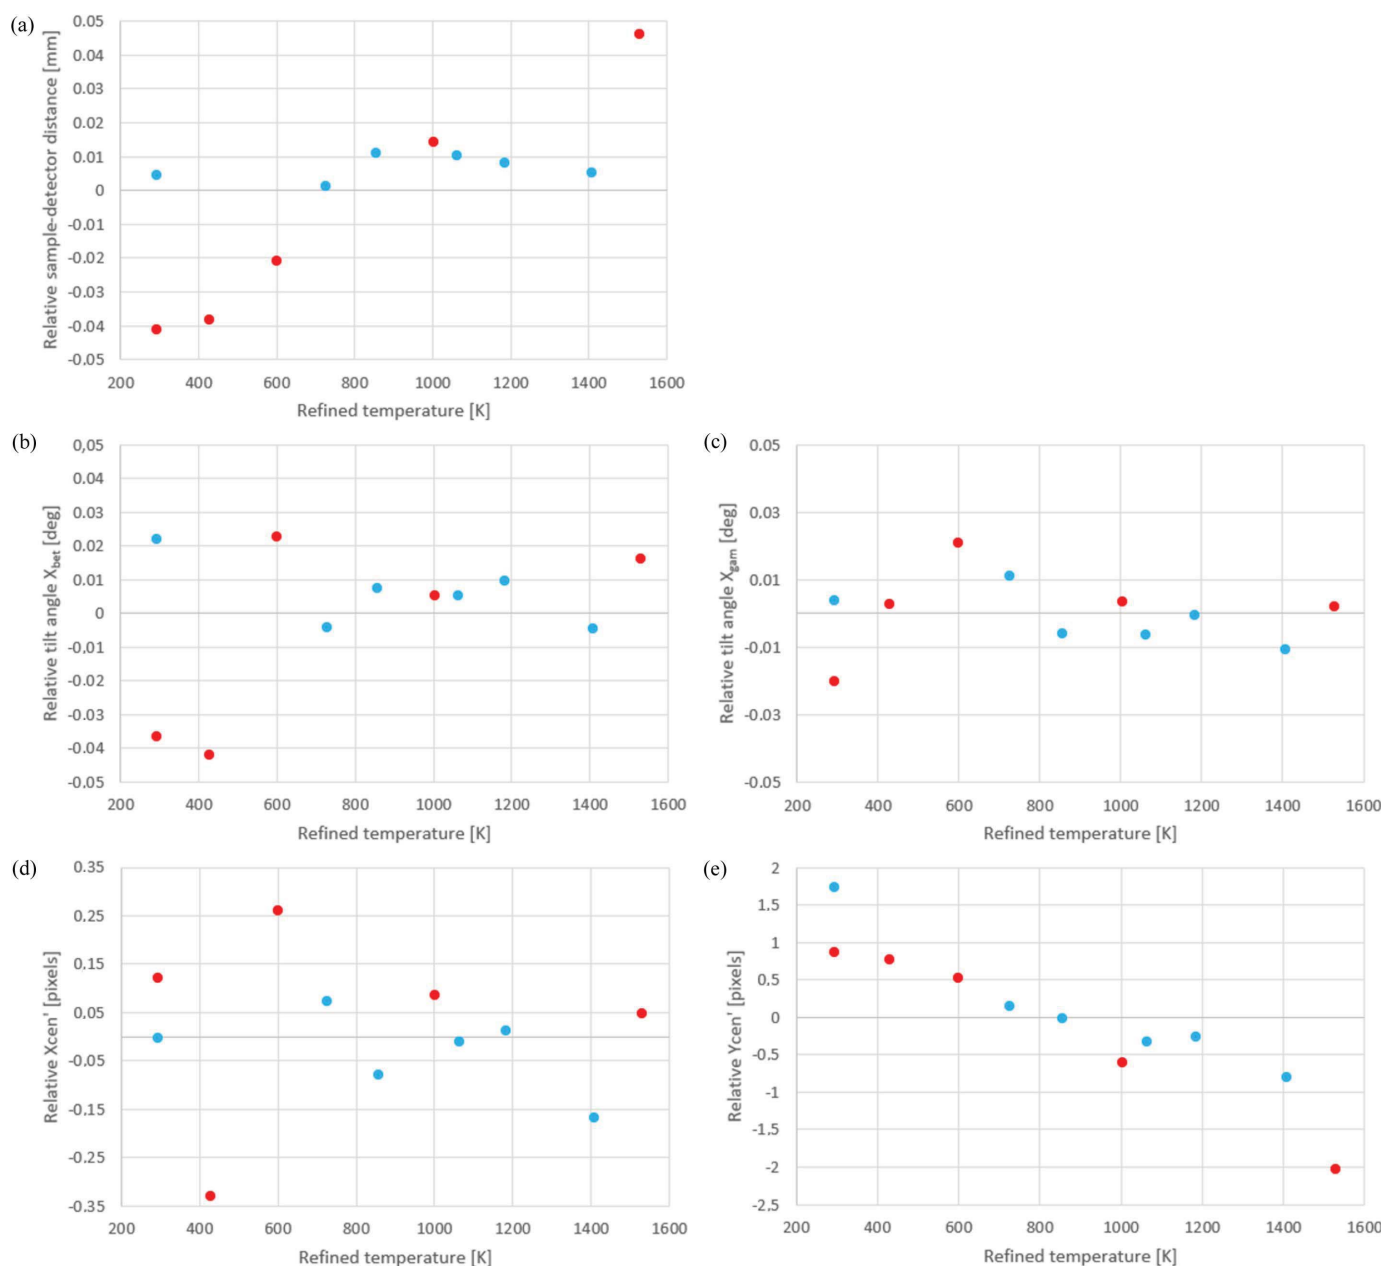 (a)
Relative sample-detector distance [mm]
0.05
0.04
0.03
0.02
0.01
0
-0.01
-0.02
-0.03
-0.04
-0.05
200 400 600 800 1000 1200 1400 1600
Refined temperature [K]
(b)
Relative tilt angle Xbet [deg]
0,05
0.04
0.03
0.02
0.01
0
-0.01
-0.02
-0.03
-0.04
-0.05
200 400 600 800 1000 1200 1400 1600
Refined temperature [K]
(c)
Relative tilt angle Xgam [deg]
0.05
0.03
0.01
-0.01
-0.03
-0.05
200 400 600 800 1000 1200 1400 1600
Refined temperature [K]
(d)
Relative Xcen' [pixels]
0.35
0.25
0.15
0.05
-0.05
-0.15
-0.25
-0.35
200 400 600 800 1000 1200 1400 1600
Refined temperature [K]
(e)
Relative Ycen' [pixels]
2
1.5
1
0.5
0
-0.5
-1
-1.5
-2
-2.5
200 400 600 800 1000 1200 1400 1600
Refined temperature [K]